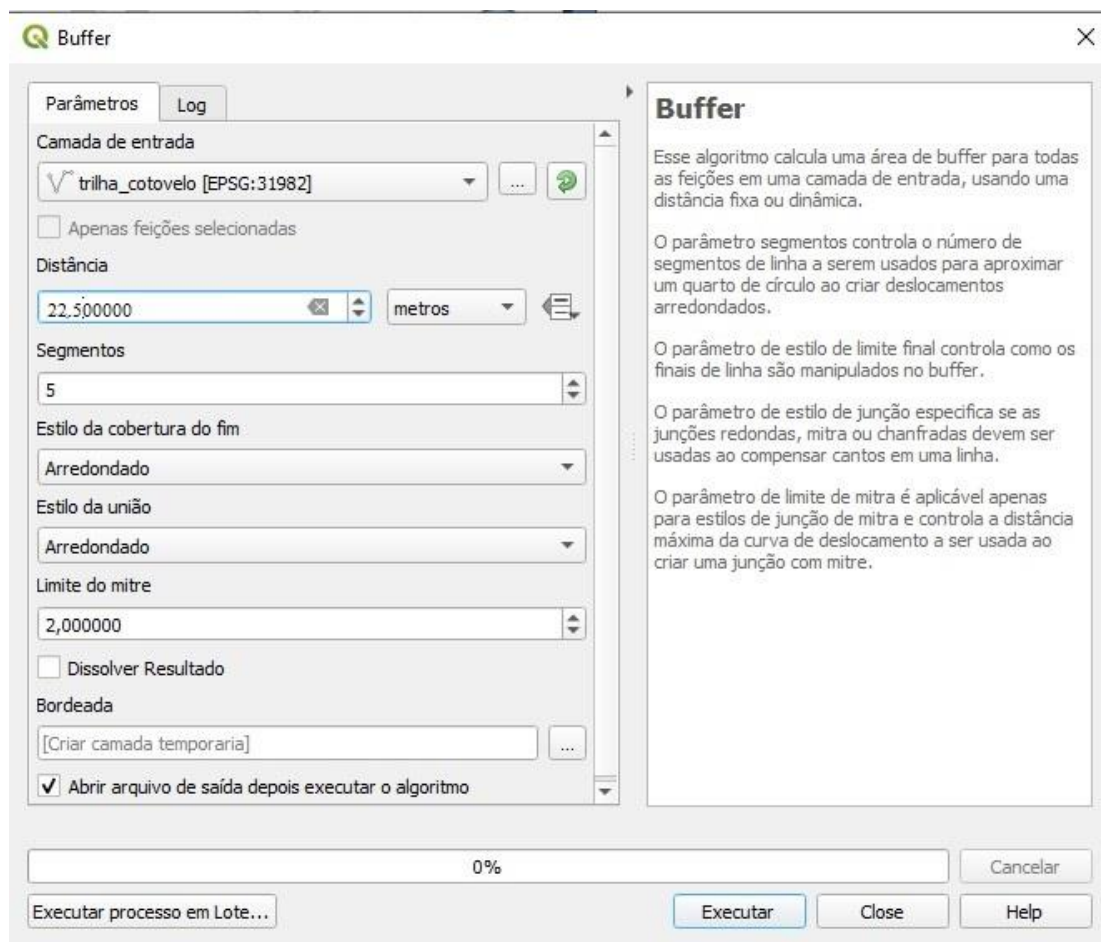 Buffer
Parâmetros
Log
Camada de entrada
trilha_cotovelo [EPSG:31982]
...
Apenas feições selecionadas
Distância
22,500000
metros
Segmentos
5
Estilo da cobertura do fim
Arredondado
Estilo da união
Arredondado
Limite do mitre
2,000000
Dissolver Resultado
Bordeada
[Criar camada temporaria]
...
Abrir arquivo de saída depois executar o algoritmo
Buffer
Esse algoritmo calcula uma área de buffer para todas
as feições em uma camada de entrada, usando uma
distância fixa ou dinâmica.
O parâmetro segmentos controla o número de
segmentos de linha a serem usados para aproximar
um quarto de círculo ao criar deslocamentos
arredondados.
O parâmetro de estilo de limite final controla como os
finais de linha são manipulados no buffer.
O parâmetro de estilo de junção especifica se as
junções redondas, mitra ou chanfradas devem ser
usadas ao compensar cantos em uma linha.
O parâmetro de limite de mitra é aplicável apenas
para estilos de junção de mitra e controla a distância
máxima da curva de deslocamento a ser usada ao
criar uma junção com mitre.
0%
Cancelar
Executar processo em Lote...
Executar
Close
Help